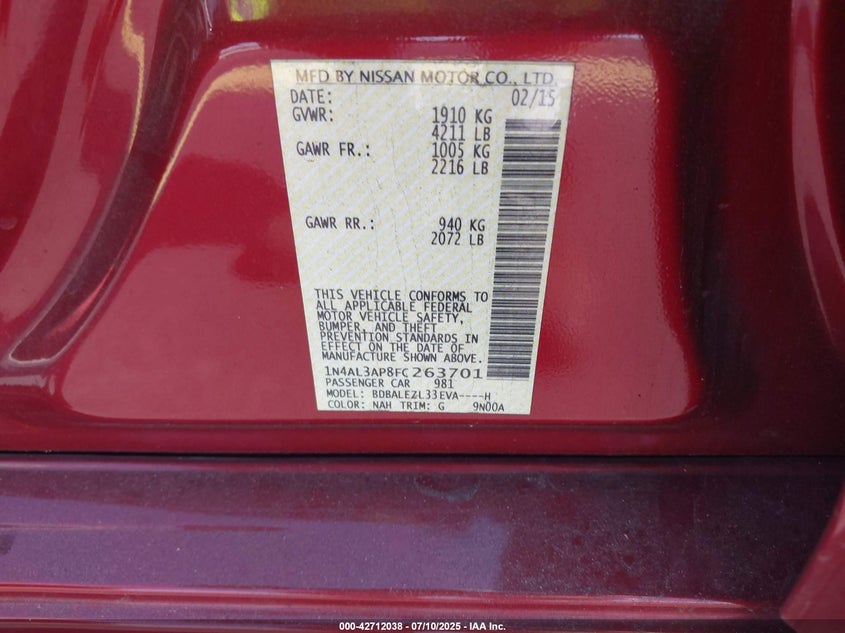 MFD BY NISSAN MOTOR CO., LTD.
DATE: 02/15
GVWR: 1910 KG
4211 LB
GAWR FR.: 1005 KG
2216 LB
GAWR RR.: 940 KG
2072 LB
THIS VEHICLE CONFORMS TO
ALL APPLICABLE FEDERAL
MOTOR VEHICLE SAFETY,
BUMPER, AND THEFT
PREVENTION STANDARDS IN
EFFECT ON THE DATE OF
MANUFACTURE SHOWN ABOVE.
1N4AL3AP8FC263701
PASSENGER CAR 981
MODEL: BDBALEZ-L33EVA----H
COLOR: NAH TRIM: G 9N00A
000-42712038 - 07/10/2025 - IAA Inc.